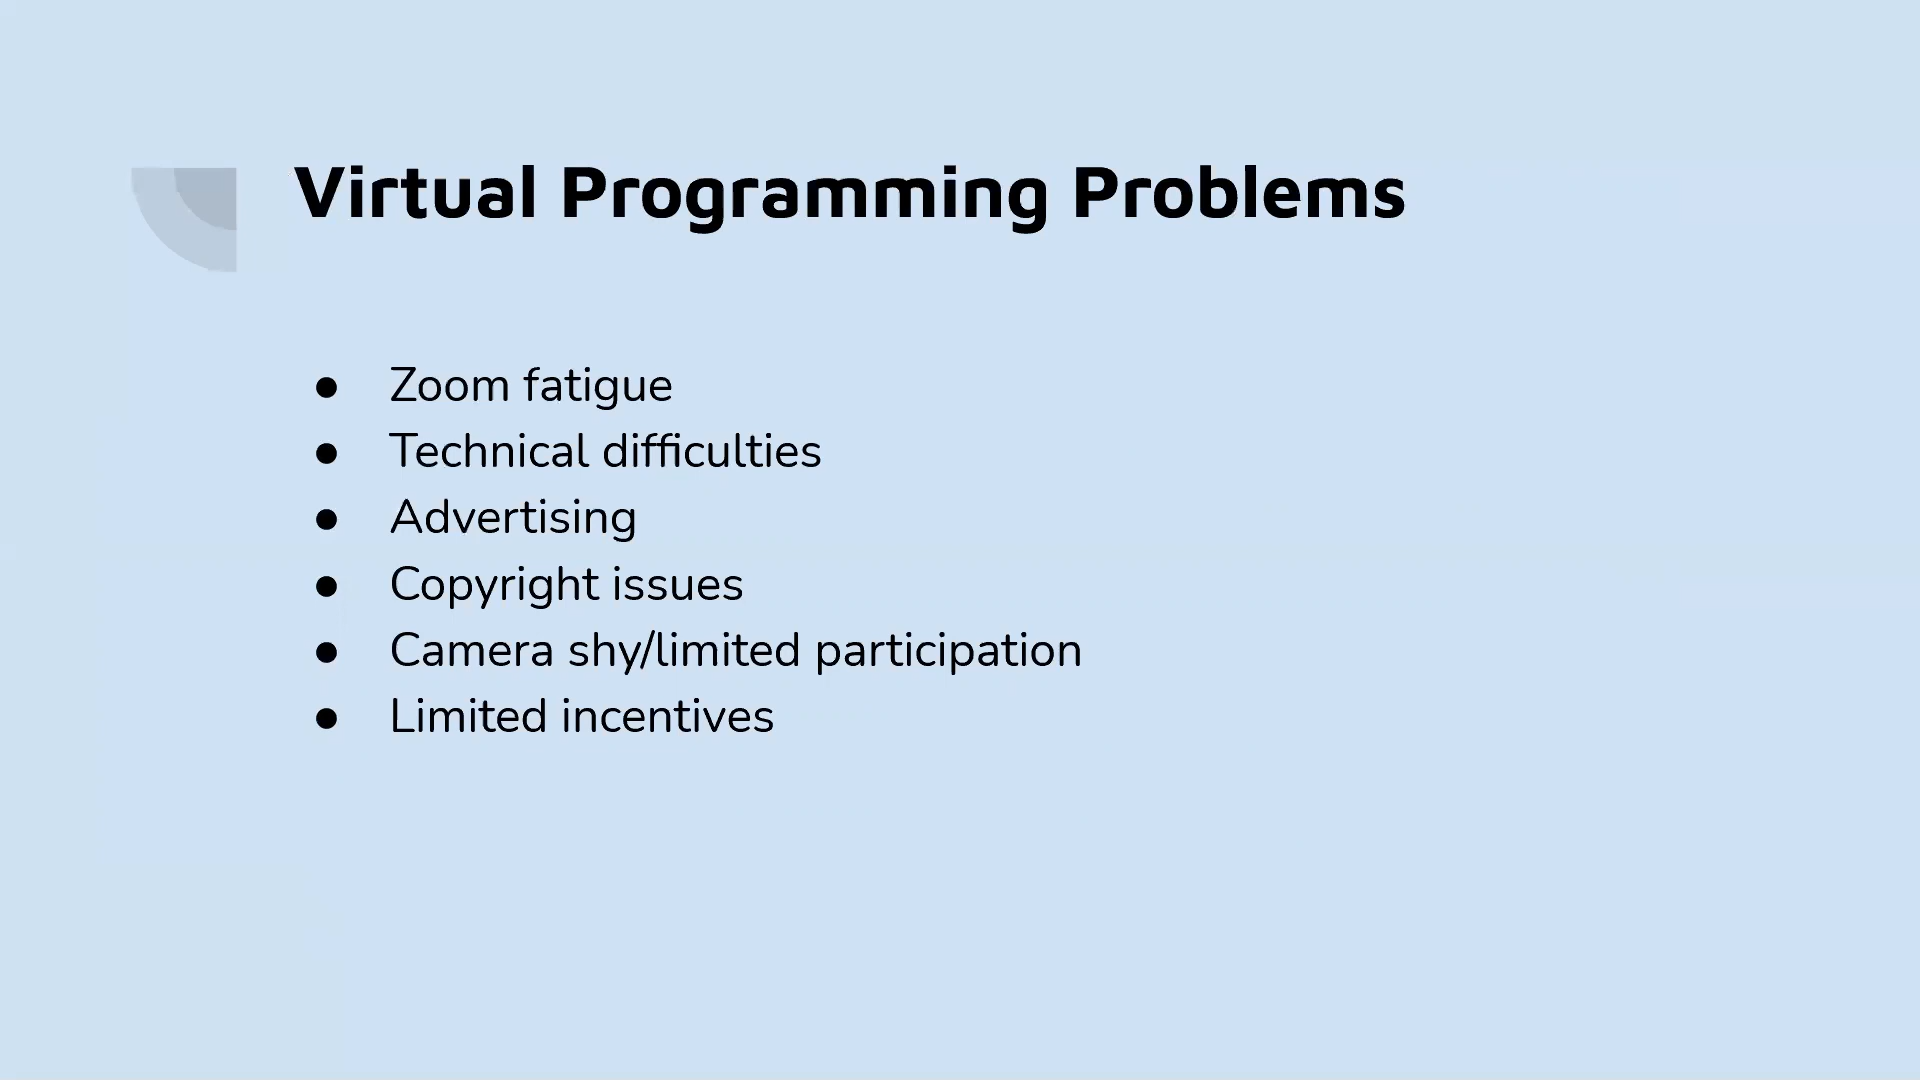 Virtual Programming Problems
● Zoom fatigue
● Technical difficulties
● Advertising
● Copyright issues
● Camera shy/limited participation
● Limited incentives